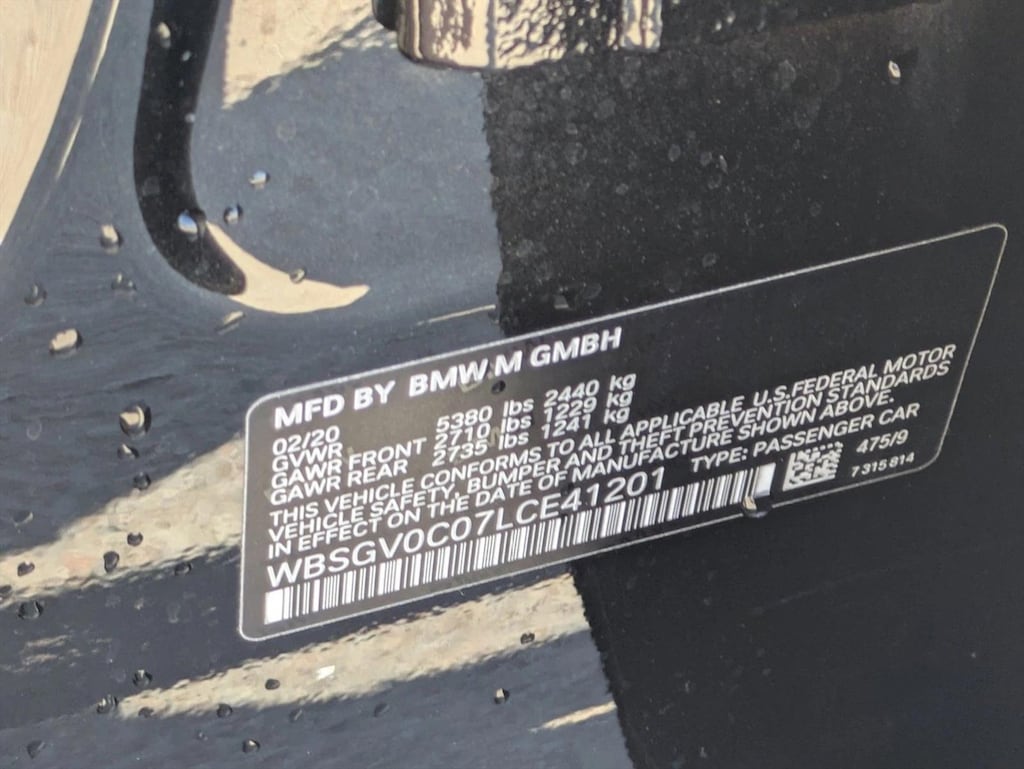 MFD BY BMW M GMBH
02/20
GVWR 5380 lbs 2440 kg
GAWR FRONT 2710 lbs 1229 kg
GAWR REAR 2735 lbs 1241 kg
THIS VEHICLE CONFORMS TO ALL APPLICABLE U.S.FEDERAL MOTOR
VEHICLE SAFETY, BUMPER AND THEFT PREVENTION STANDARDS
IN EFFECT ON THE DATE OF MANUFACTURE SHOWN ABOVE.
WBSGV0C07LCE41201 TYPE: PASSENGER CAR
475/9
7 315 814